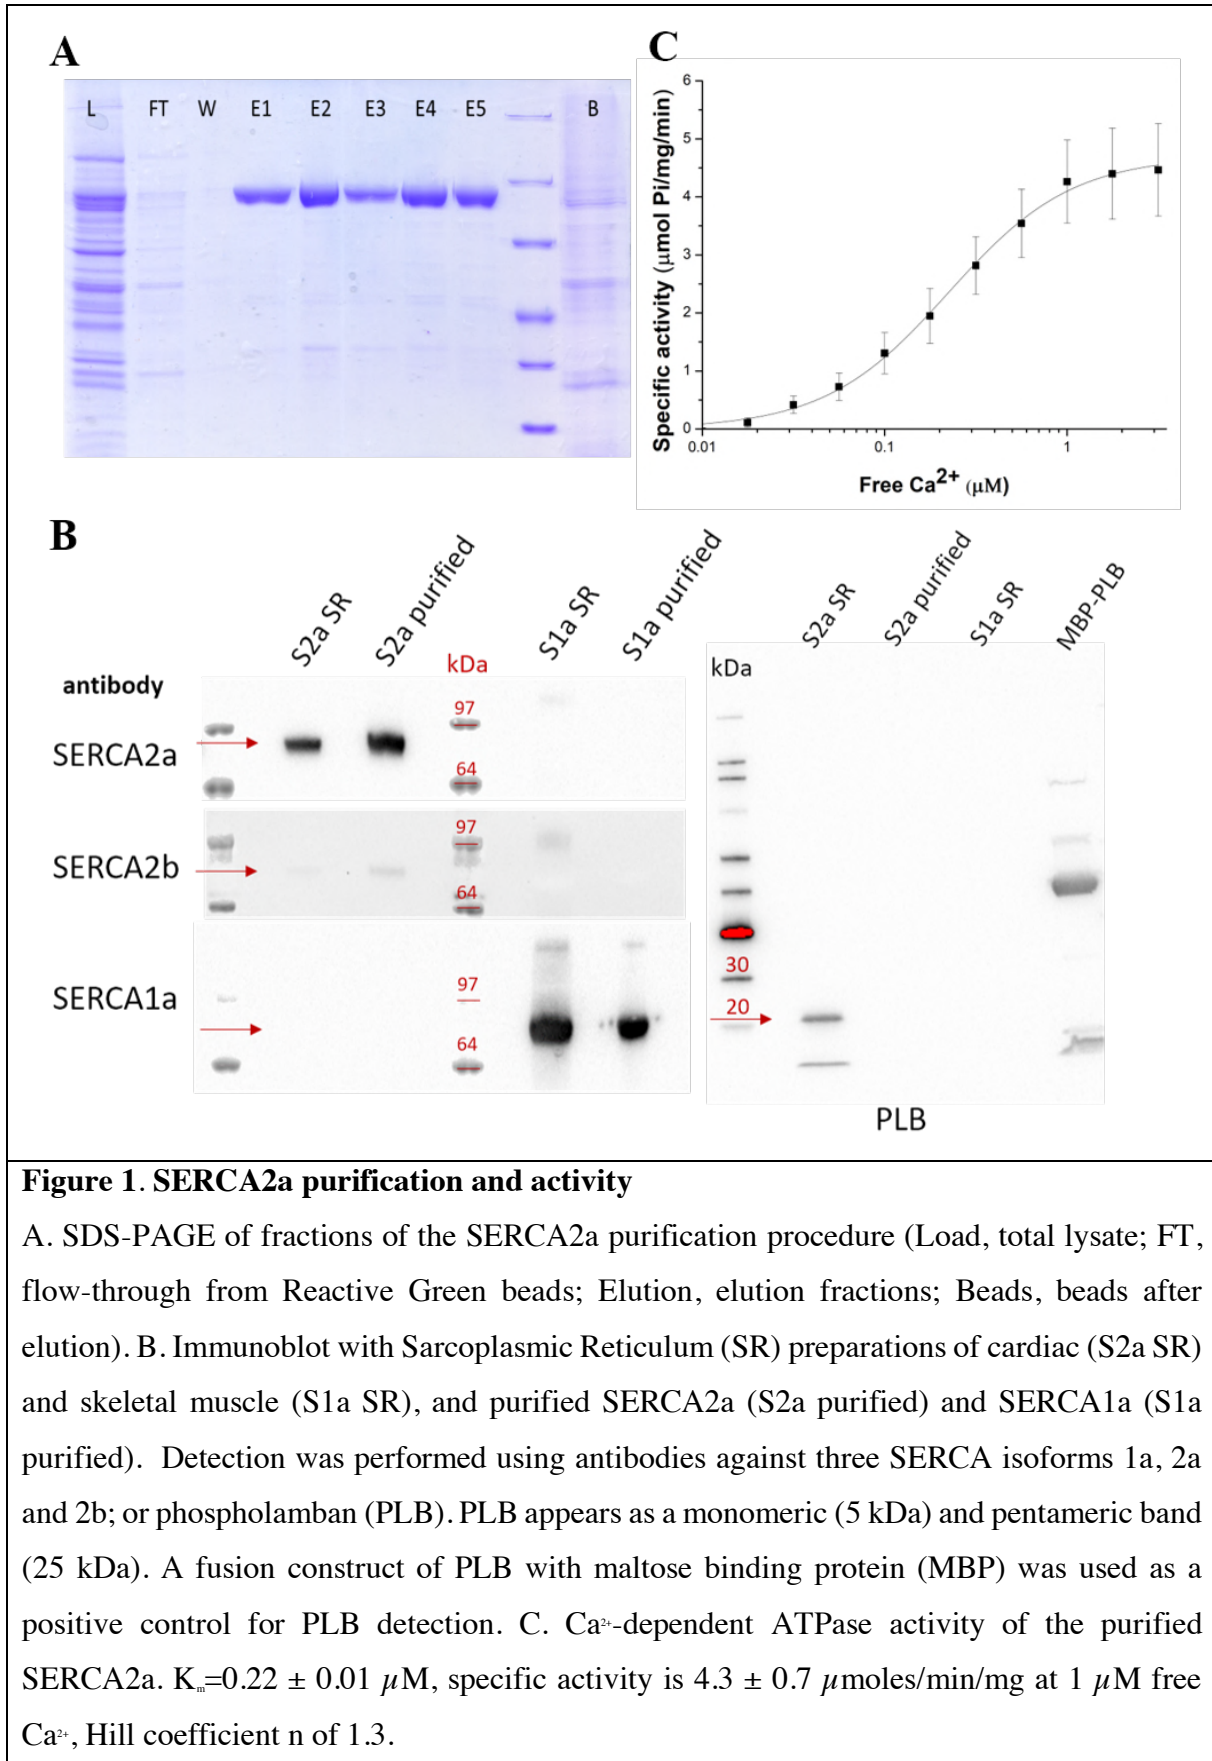 A
L FT W E1 E2 E3 E4 E5 B
C
6
5
4
3
2
1
0
Specific activity (μmol Pi/mg/min)
0.01 0.1 1
Free Ca²⁺ (μM)
B
S2a SR S2a purified S1a SR S1a purified
antibody kDa
SERCA2a
97
64
SERCA2b
97
64
SERCA1a
97
64
S2a SR S2a purified S1a SR MBP-PLB
kDa
30
20
PLB
Figure 1. SERCA2a purification and activity
A. SDS-PAGE of fractions of the SERCA2a purification procedure (Load, total lysate; FT,
flow-through from Reactive Green beads; Elution, elution fractions; Beads, beads after
elution). B. Immunoblot with Sarcoplasmic Reticulum (SR) preparations of cardiac (S2a SR)
and skeletal muscle (S1a SR), and purified SERCA2a (S2a purified) and SERCA1a (S1a
purified). Detection was performed using antibodies against three SERCA isoforms 1a, 2a
and 2b; or phospholamban (PLB). PLB appears as a monomeric (5 kDa) and pentameric band
(25 kDa). A fusion construct of PLB with maltose binding protein (MBP) was used as a
positive control for PLB detection. C. Ca²⁺-dependent ATPase activity of the purified
SERCA2a. Kₘ=0.22 ± 0.01 μM, specific activity is 4.3 ± 0.7 μmoles/min/mg at 1 μM free
Ca²⁺, Hill coefficient n of 1.3.